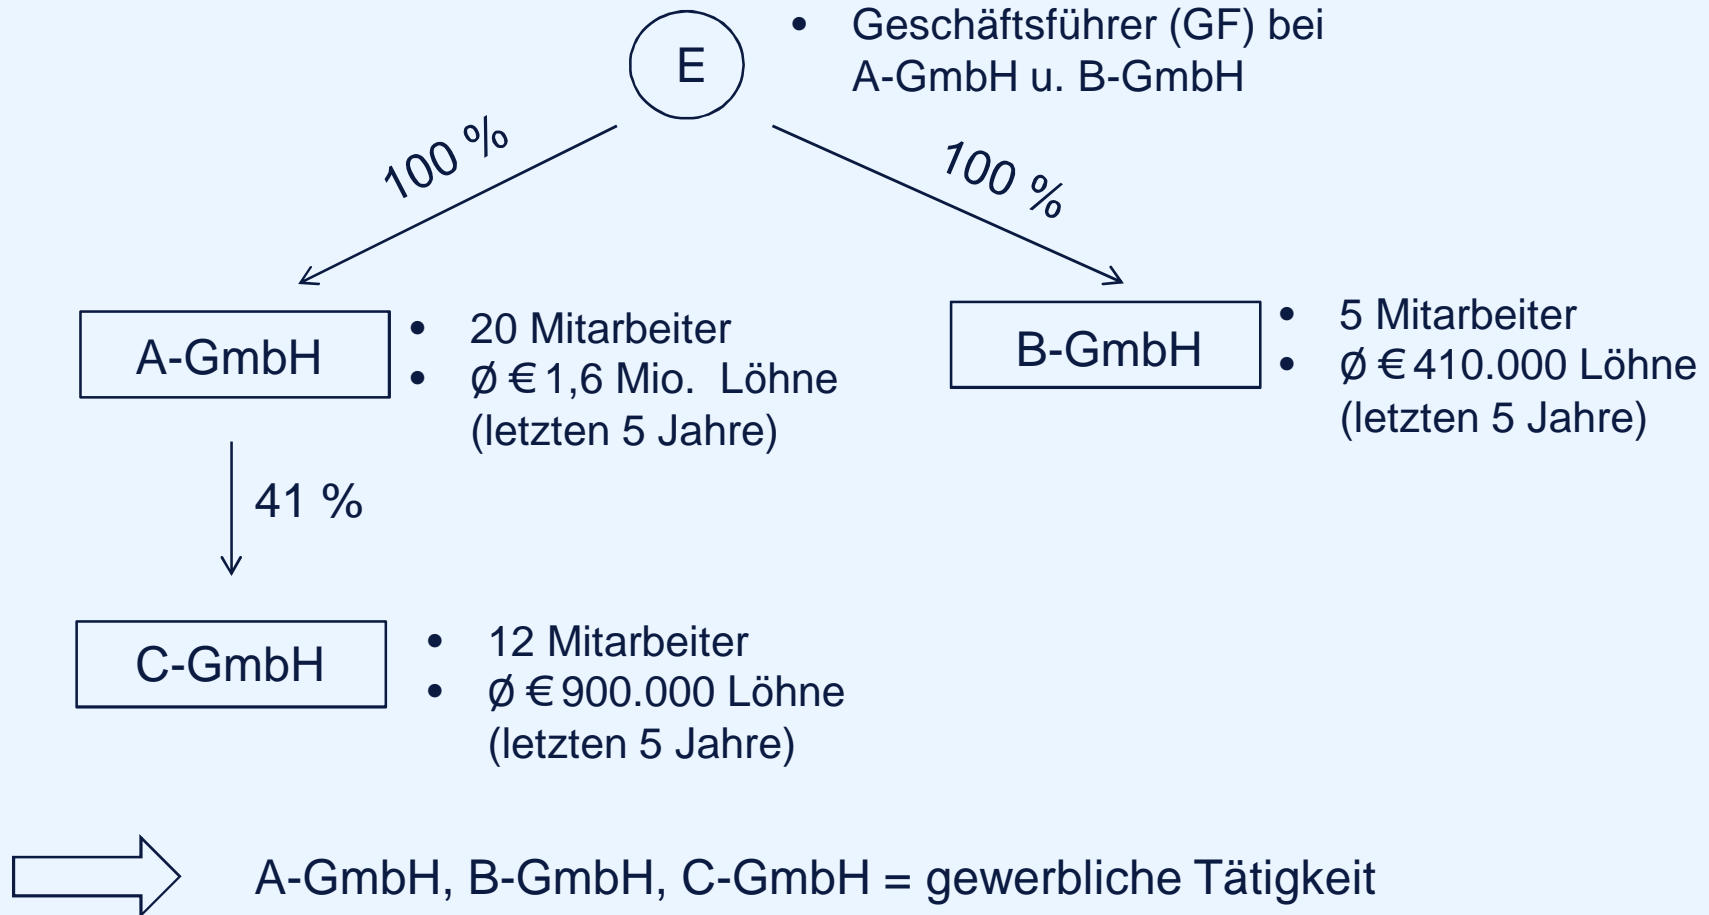 E
• Geschäftsführer (GF) bei
A-GmbH u. B-GmbH
100 %
100 %
A-GmbH
• 20 Mitarbeiter
• Ø € 1,6 Mio. Löhne
(letzten 5 Jahre)
B-GmbH
• 5 Mitarbeiter
• Ø € 410.000 Löhne
(letzten 5 Jahre)
41 %
C-GmbH
• 12 Mitarbeiter
• Ø € 900.000 Löhne
(letzten 5 Jahre)
A-GmbH, B-GmbH, C-GmbH = gewerbliche Tätigkeit